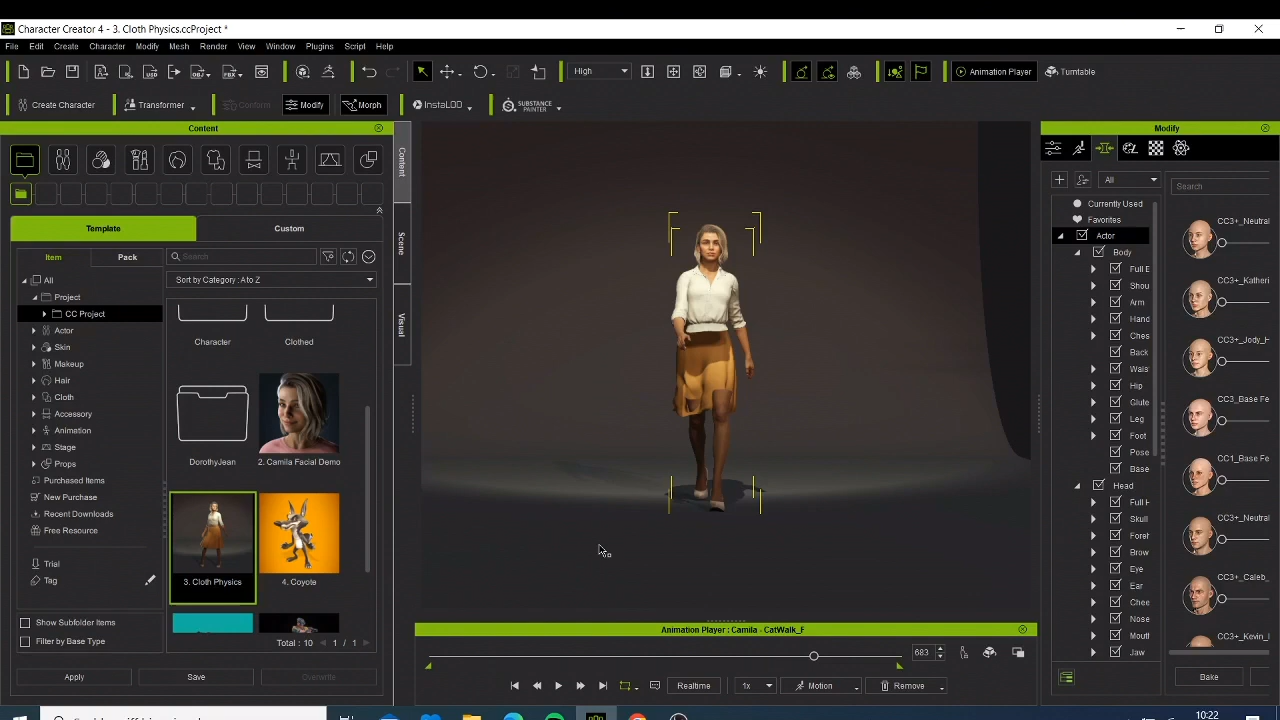 Character Creator 4 - 3. Cloth Physics.ccProject *
File Edit Create Character Modify Mesh Render View Window Plugins Script Help
High Animation Player Turntable
Create Character Transformer Conform Modify Morph InstaLOD SUBSTANCE PAINTER
Content
Modify
Content
Scene
Visual
Template Custom
Item Pack
Search
Sort by Category : A to Z
All
Project
CC Project
Actor
Skin
Makeup
Hair
Cloth
Accessory
Animation
Stage
Props
Purchased Items
New Purchase
Recent Downloads
Free Resource
Trial
Tag
Show Subfolder Items
Filter by Base Type
Character Clothed
DorothyJean 2. Camila Facial Demo
3. Cloth Physics 4. Coyote
Total : 10 1 / 1
Apply Save Overwrite
Animation Player : Camila - CatWalk_F
683
Realtime 1x Motion Remove
All
Search
Currently Used
Favorites
Actor
Body
Full E
Shou
Arm
Hand
Ches
Back
Wais
Hip
Glute
Leg
Foot
Pose
Base
Head
Full H
Skull
Foreh
Brow
Eye
Ear
Chee
Nose
Mouth
Jaw
CC3+_Neutral
CC3+_Katheri
CC3+_Jody_H
CC3_Base Fe
CC1_Base Fe
CC3+_Neutral
CC3+_Caleb_
CC3+_Kevin_
Bake
10:22